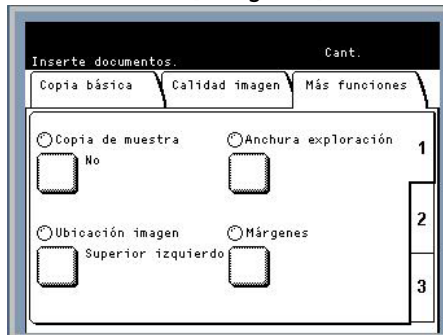 Cant.
Inserte documentos.
Copia básica Calidad imagen Más funciones
Copia de muestra Anchura exploración 1
No
2
Ubicación imagen Márgenes
Superior izquierdo
3